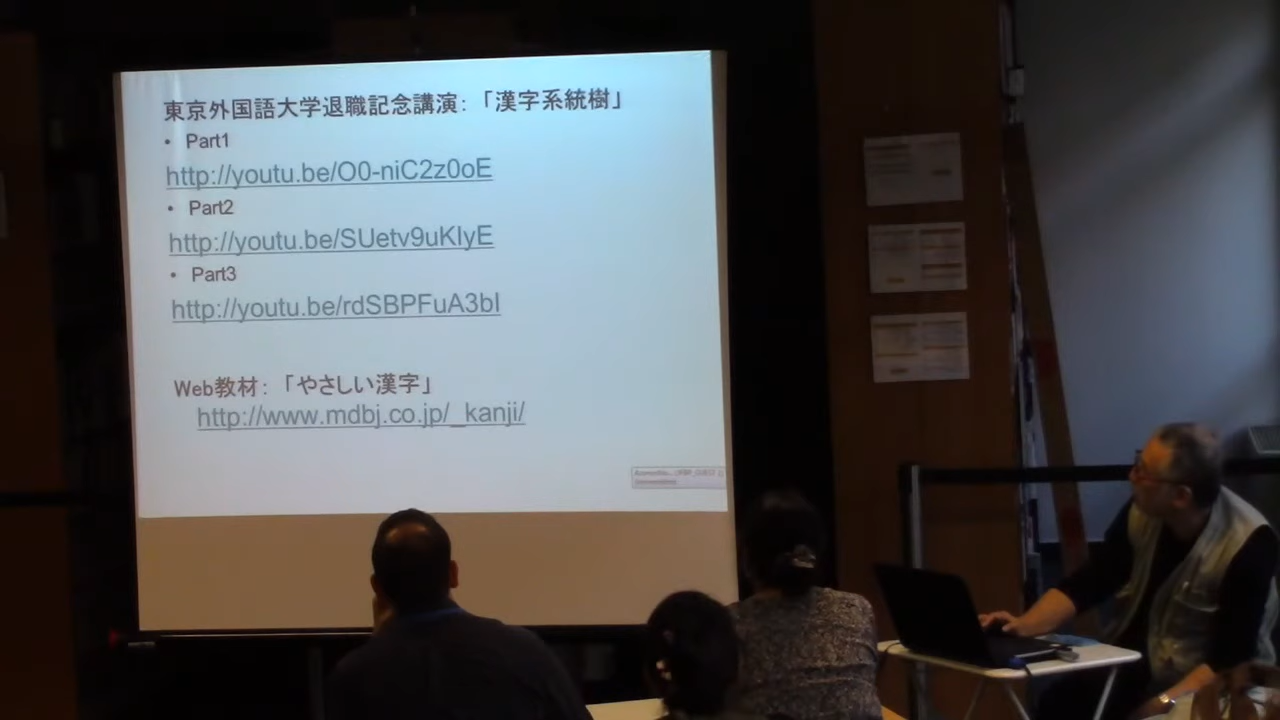 東京外国語大学退職記念講演：「漢字系統樹」
• Part1
http://youtu.be/O0-niC2z0oE
• Part2
http://youtu.be/SUetv9uKIyE
• Part3
http://youtu.be/rdSBPFuA3bI
Web教材：「やさしい漢字」
http://www.mdbj.co.jp/_kanji/